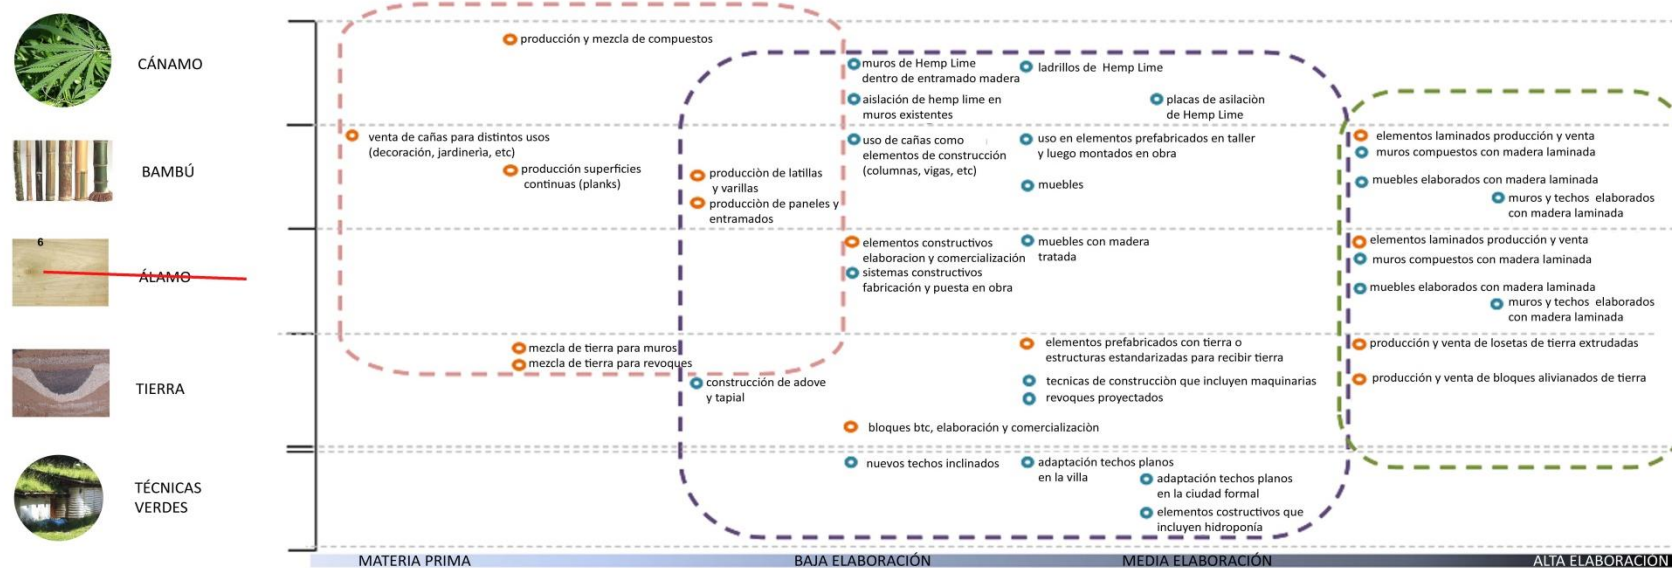 CÁNAMO
producción y mezcla de compuestos
muros de Hemp Lime
dentro de entramado madera
ladrillos de Hemp Lime
aislación de hemp lime en
muros existentes
placas de asilaciòn
de Hemp Lime
BAMBÚ
venta de cañas para distintos usos
(decoración, jardinerìa, etc)
producción superficies
continuas (planks)
producciòn de latillas
y varillas
producciòn de paneles y
entramados
uso de cañas como
elementos de construcción
(columnas, vigas, etc)
uso en elementos prefabricados en taller
y luego montados en obra
muebles
elementos laminados producción y venta
muros compuestos con madera laminada
muebles elaborados con madera laminada
muros y techos elaborados
con madera laminada
6
ÁLAMO
elementos constructivos
elaboracion y comercialización
sistemas constructivos
fabricación y puesta en obra
muebles con madera
tratada
elementos laminados producción y venta
muros compuestos con madera laminada
muebles elaborados con madera laminada
muros y techos elaborados
con madera laminada
TIERRA
mezcla de tierra para muros
mezcla de tierra para revoques
construcción de adove
y tapial
elementos prefabricados con tierra o
estructuras estandarizadas para recibir tierra
tecnicas de construcciòn que incluyen maquinarias
revoques proyectados
bloques btc, elaboración y comercializaciòn
producción y venta de losetas de tierra extrudadas
producción y venta de bloques alivianados de tierra
TÉCNICAS
VERDES
nuevos techos inclinados
adaptación techos planos
en la villa
adaptación techos planos
en la ciudad formal
elementos costructivos que
incluyen hidroponía
MATERIA PRIMA
BAJA ELABORACIÓN
MEDIA ELABORACIÓN
ALTA ELABORACIÓN